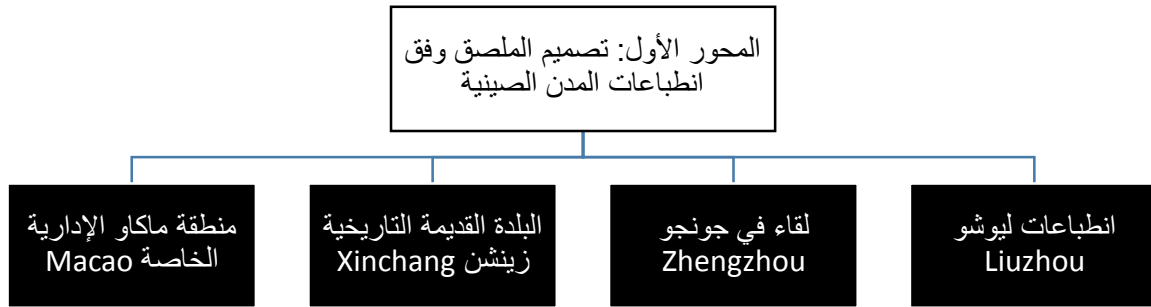 المحور الأول: تصميم الملصق وفق
انطباعات المدن الصينية
انطباعات ليوشو
Liuzhou
لقاء في جونجو
Zhengzhou
البلدة القديمة التاريخية
زينشن Xinchang
منطقة ماكاو الإدارية
الخاصة Macao